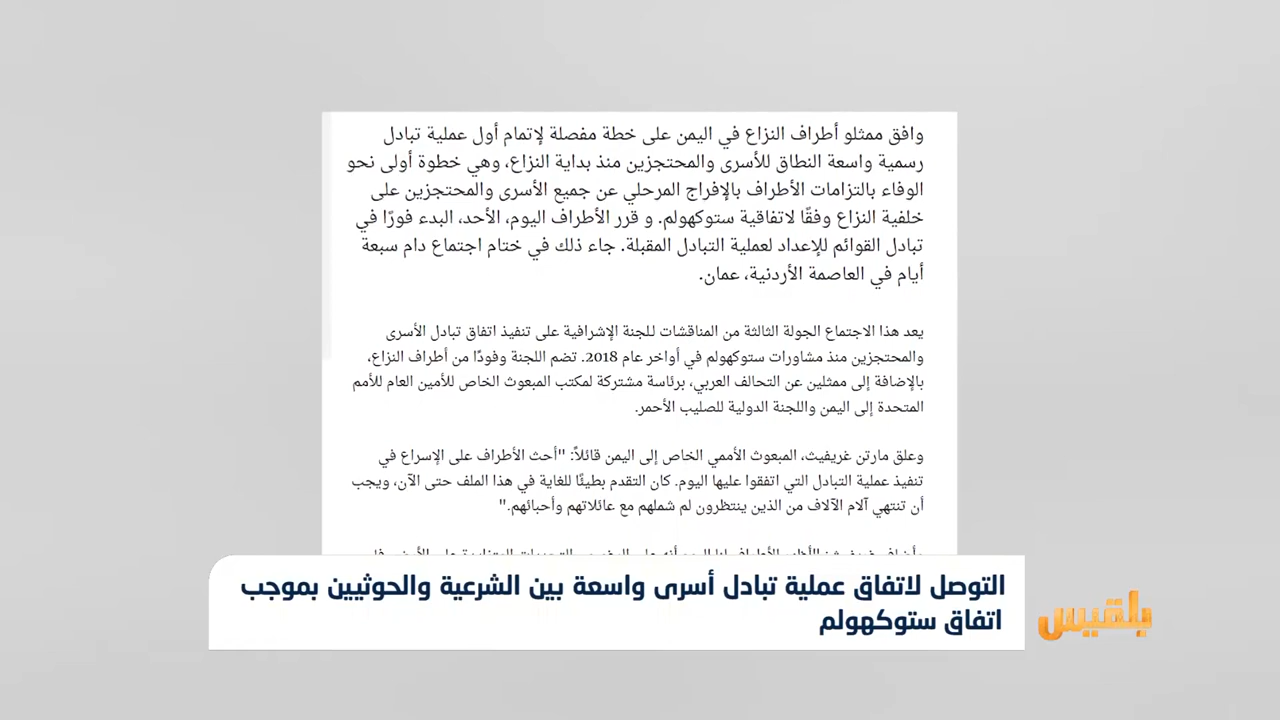 وافق ممثلو أطراف النزاع في اليمن على خطة مفصلة لإتمام أول عملية تبادل
رسمية واسعة النطاق للأسرى والمحتجزين منذ بداية النزاع، وهي خطوة أولى نحو
الوفاء بالتزامات الأطراف بالإفراج المرحلي عن جميع الأسرى والمحتجزين على
خلفية النزاع وفقًا لاتفاقية ستوكهولم. و قرر الأطراف اليوم، الأحد، البدء فورًا في
تبادل القوائم للإعداد لعملية التبادل المقبلة. جاء ذلك في ختام اجتماع دام سبعة
أيام في العاصمة الأردنية، عمان.
يعد هذا الاجتماع الجولة الثالثة من المناقشات للجنة الإشرافية على تنفيذ اتفاق تبادل الأسرى
والمحتجزين منذ مشاورات ستوكهولم في أواخر عام 2018. تضم اللجنة وفودًا من أطراف النزاع،
بالإضافة إلى ممثلين عن التحالف العربي، برئاسة مشتركة لمكتب المبعوث الخاص للأمين العام للأمم
المتحدة إلى اليمن واللجنة الدولية للصليب الأحمر.
وعلق مارتن غريفيث، المبعوث الأممي الخاص إلى اليمن قائلاً: "أحث الأطراف على الإسراع في
تنفيذ عملية التبادل التي اتفقوا عليها اليوم. كان التقدم بطيئًا للغاية في هذا الملف حتى الآن، ويجب
أن تنتهي آلام الآلاف من الذين ينتظرون لم شملهم مع عائلاتهم وأحبائهم."
التوصل لاتفاق عملية تبادل أسرى واسعة بين الشرعية والحوثيين بموجب
اتفاق ستوكهولم
بلقيس